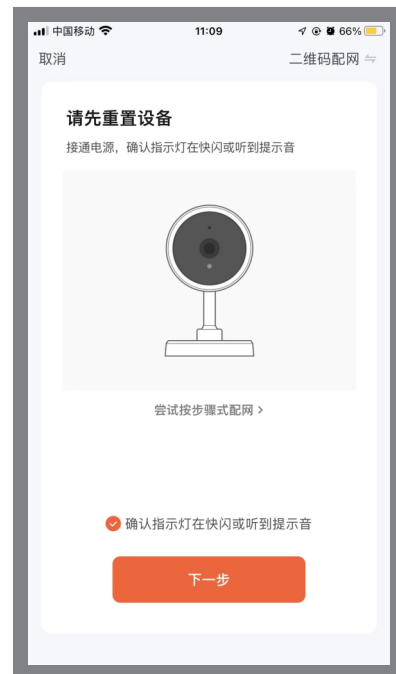 中国移动 11:09 66%
取消 二维码配网
请先重置设备
接通电源，确认指示灯在快闪或听到提示音
尝试按步骤式配网 >
确认指示灯在快闪或听到提示音
下一步